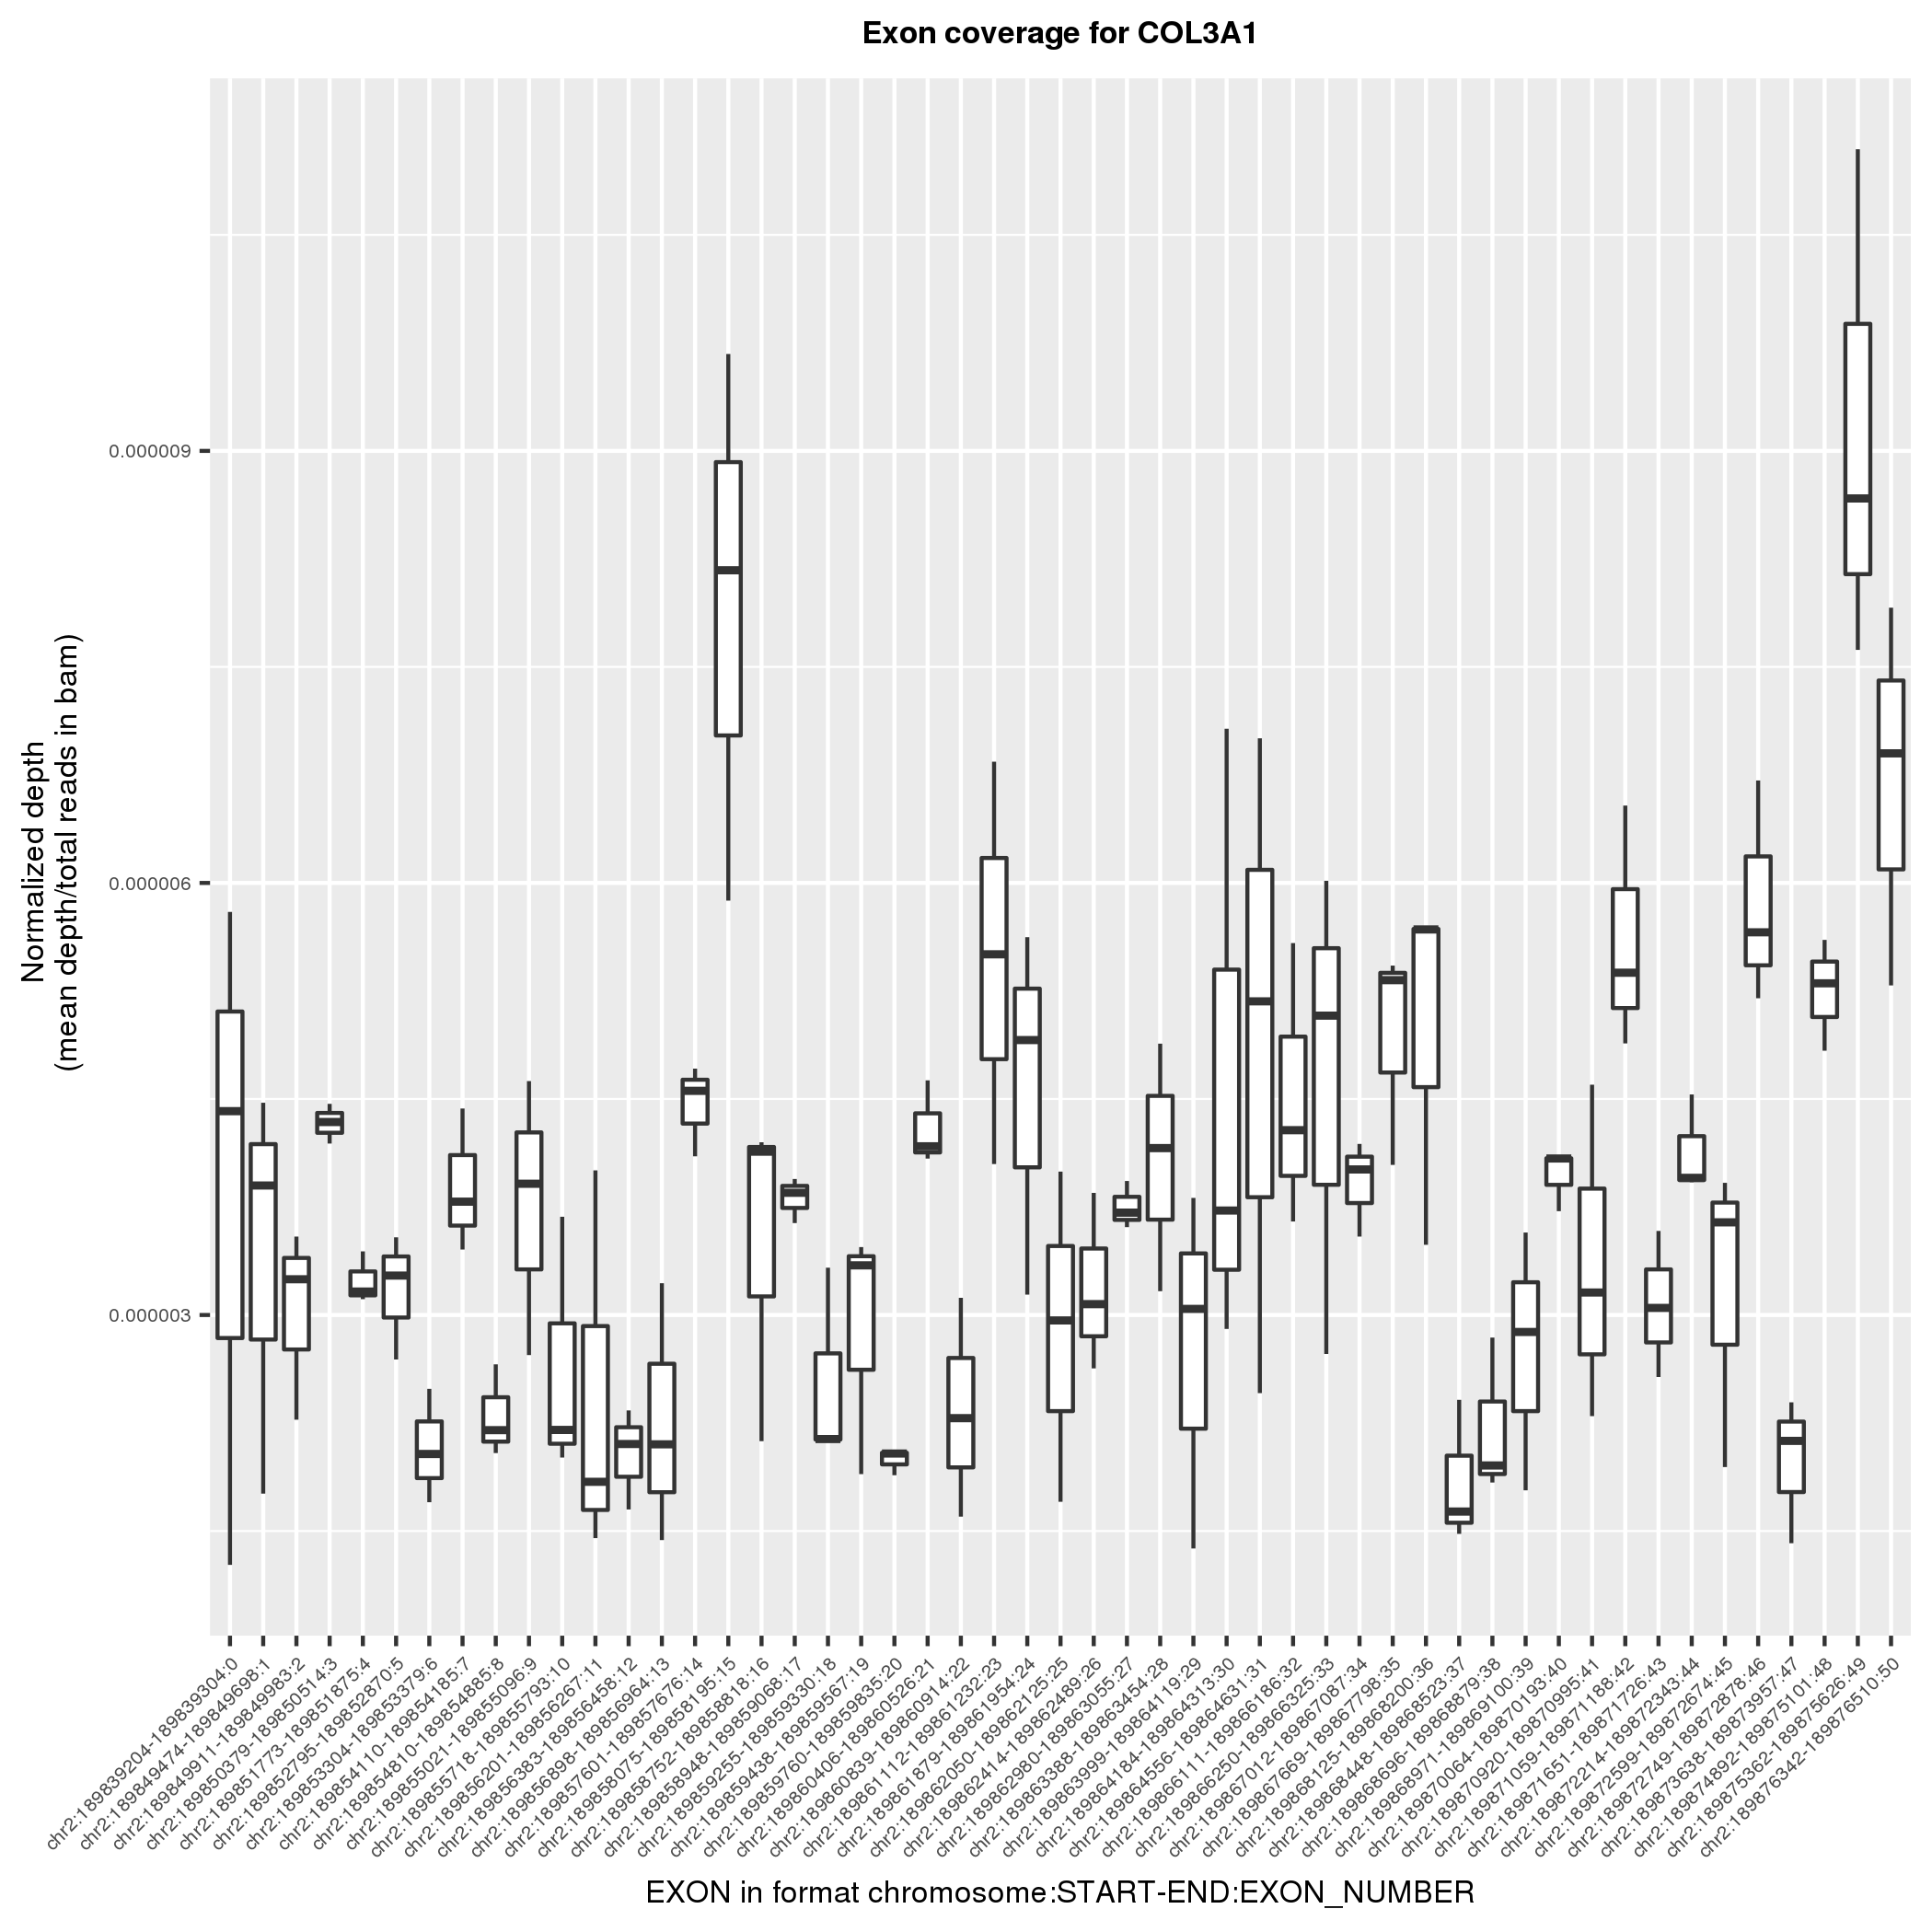 Exon coverage for COL3A1
Normalized depth
(mean depth/total reads in bam)
0.000009
0.000006
0.000003
chr2:189839204-189839304:0
chr2:189849474-189849698:1
chr2:189849911-189849983:2
chr2:189850379-189850514:3
chr2:189851773-189851875:4
chr2:189852795-189852870:5
chr2:189853304-189853379:6
chr2:189854110-189854185:7
chr2:189854810-189854885:8
chr2:189855021-189855096:9
chr2:189855718-189855793:10
chr2:189856201-189856267:11
chr2:189856383-189856458:12
chr2:189856898-189856964:13
chr2:189857601-189857676:14
chr2:189858075-189858195:15
chr2:189858752-189858818:16
chr2:189858948-189859068:17
chr2:189859255-189859330:18
chr2:189859438-189859567:19
chr2:189859760-189859835:20
chr2:189860406-189860526:21
chr2:189860839-189860914:22
chr2:189861112-189861232:23
chr2:189861879-189861954:24
chr2:189862050-189862125:25
chr2:189862414-189862489:26
chr2:189862980-189863055:27
chr2:189863388-189863454:28
chr2:189863999-189864119:29
chr2:189864184-189864313:30
chr2:189864556-189864631:31
chr2:189866111-189866186:32
chr2:189866250-189866325:33
chr2:189867012-189867087:34
chr2:189867669-189867798:35
chr2:189868125-189868200:36
chr2:189868448-189868523:37
chr2:189868696-189868879:38
chr2:189868971-189869100:39
chr2:189870064-189870193:40
chr2:189870920-189870995:41
chr2:189871059-189871188:42
chr2:189871651-189871726:43
chr2:189872214-189872343:44
chr2:189872599-189872674:45
chr2:189872749-189872878:46
chr2:189873638-189873957:47
chr2:189874892-189875101:48
chr2:189875362-189875626:49
chr2:189876342-189876510:50
EXON in format chromosome:START-END:EXON_NUMBER